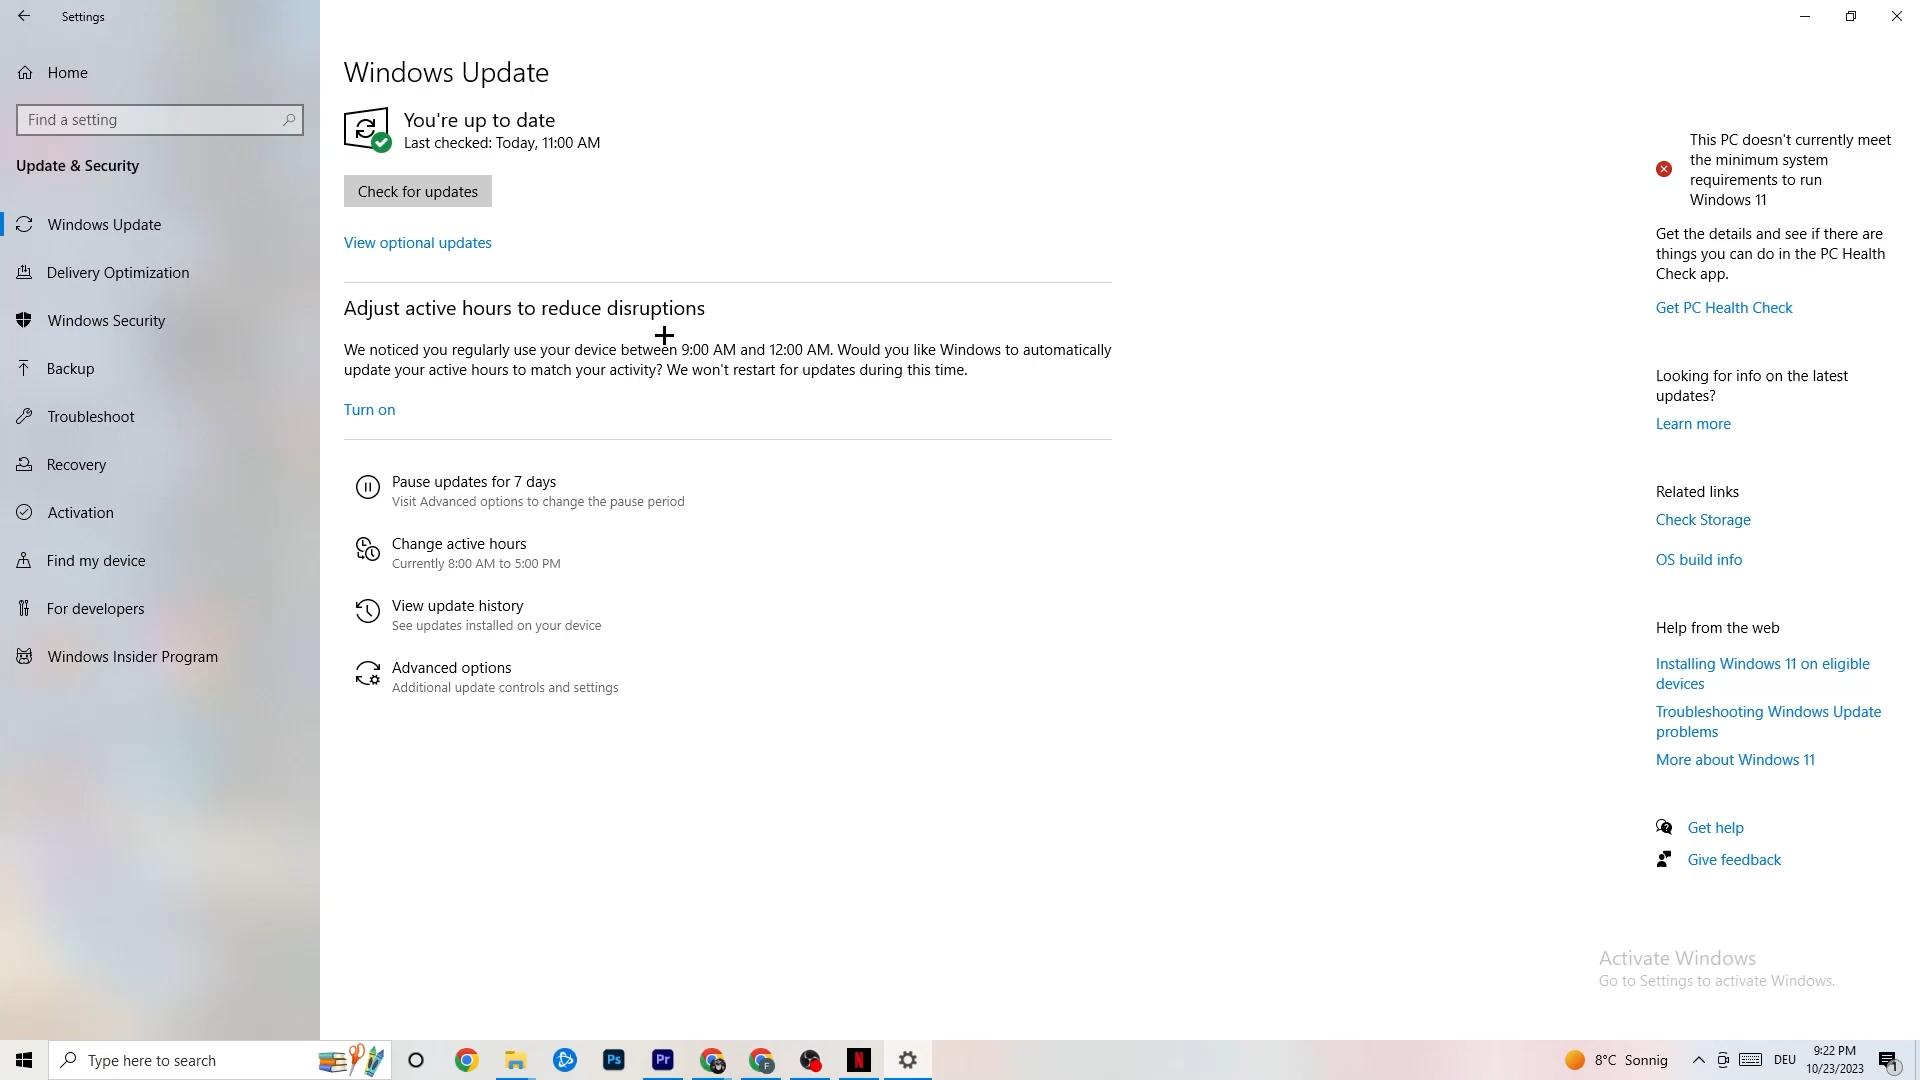 Settings
Home
Find a setting
Update & Security
Windows Update
Delivery Optimization
Windows Security
Backup
Troubleshoot
Recovery
Activation
Find my device
For developers
Windows Insider Program
Windows Update
You're up to date
Last checked: Today, 11:00 AM
Check for updates
View optional updates
Adjust active hours to reduce disruptions
We noticed you regularly use your device between 9:00 AM and 12:00 AM. Would you like Windows to automatically
update your active hours to match your activity? We won't restart for updates during this time.
Turn on
Pause updates for 7 days
Visit Advanced options to change the pause period
Change active hours
Currently 8:00 AM to 5:00 PM
View update history
See updates installed on your device
Advanced options
Additional update controls and settings
This PC doesn't currently meet
the minimum system
requirements to run
Windows 11
Get the details and see if there are
things you can do in the PC Health
Check app.
Get PC Health Check
Looking for info on the latest
updates?
Learn more
Related links
Check Storage
OS build info
Help from the web
Installing Windows 11 on eligible
devices
Troubleshooting Windows Update
problems
More about Windows 11
Get help
Give feedback
Activate Windows
Go to Settings to activate Windows.
Type here to search
Ps
Pr
F
N
8°C Sonnig
DEU
9:22 PM
10/23/2023
1